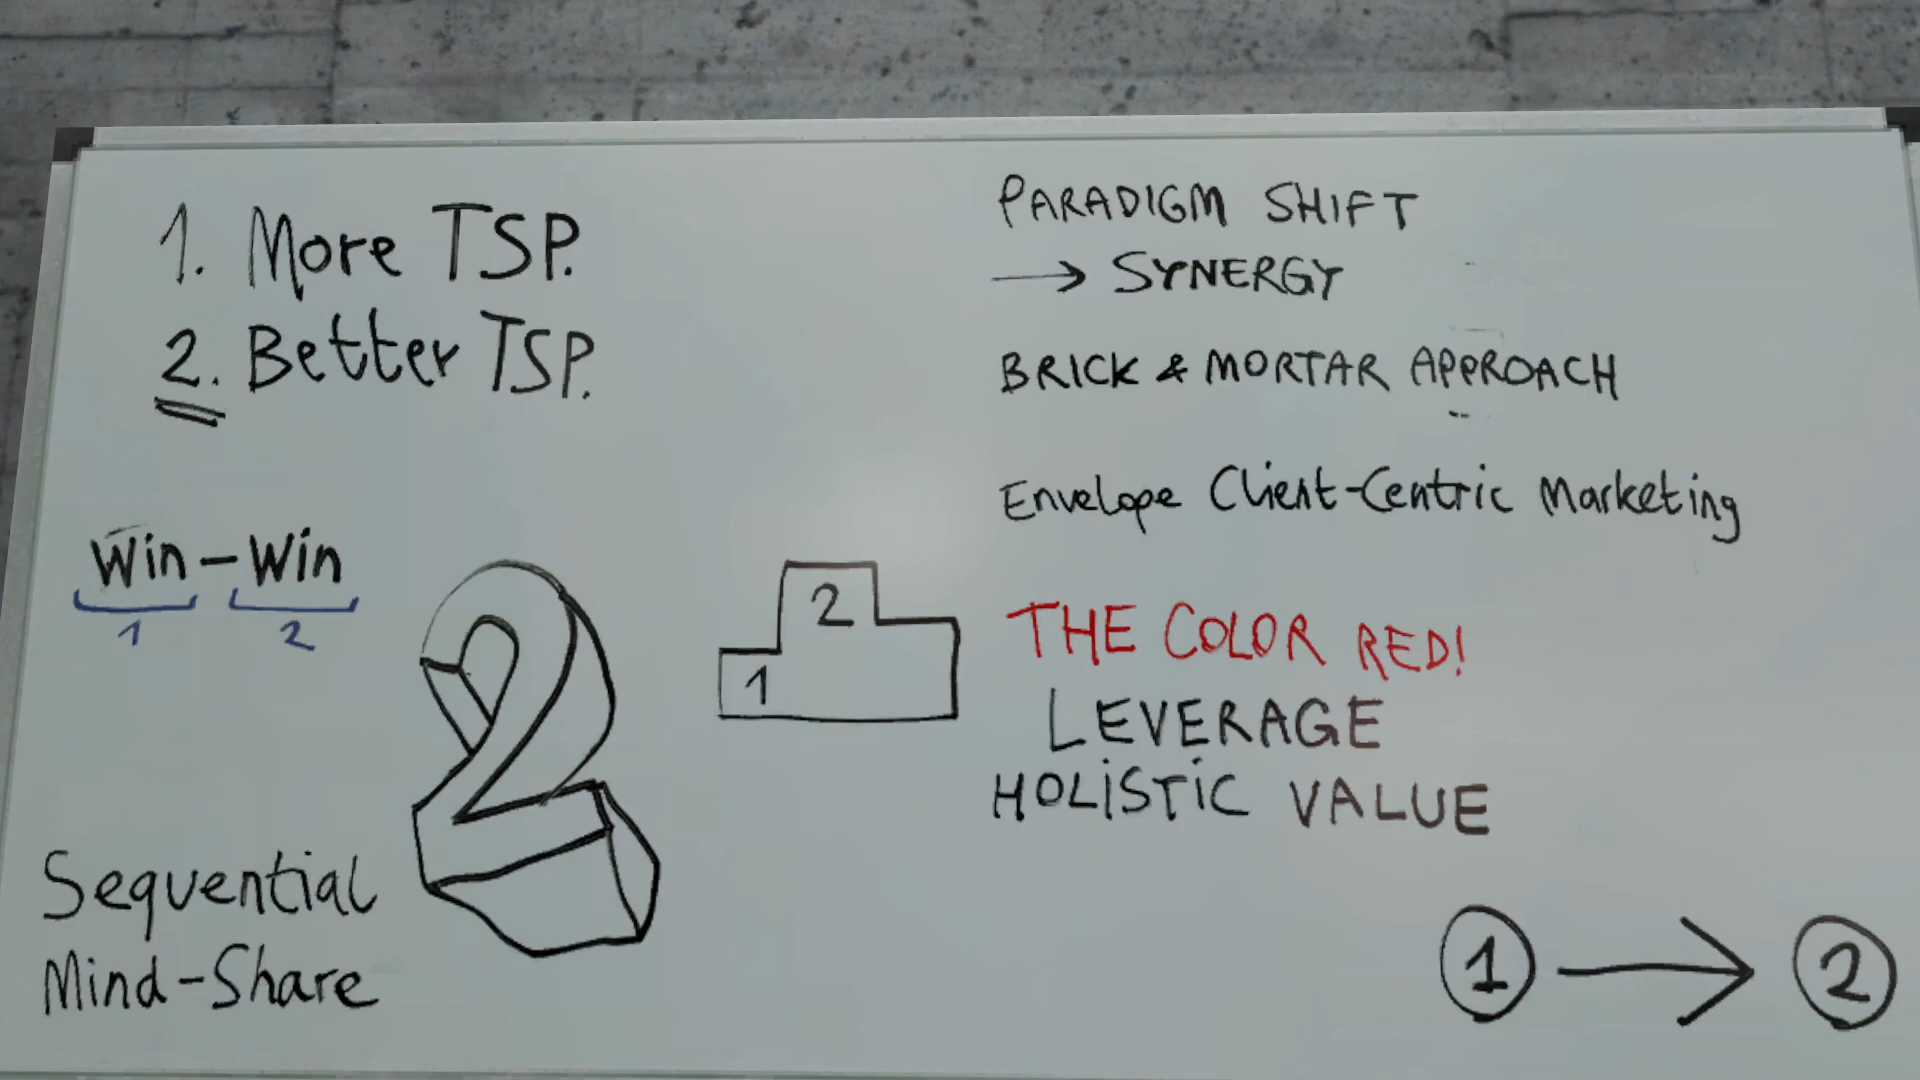 1. More TSP.
2. Better TSP.
Win-Win
1 2
2
Sequential
Mind-Share
2
1
PARADIGM SHIFT
→ SYNERGY
BRICK & MORTAR APPROACH
Envelope Client-Centric Marketing
THE COLOR RED!
LEVERAGE
HOLiSTiC VALUE
1 → 2